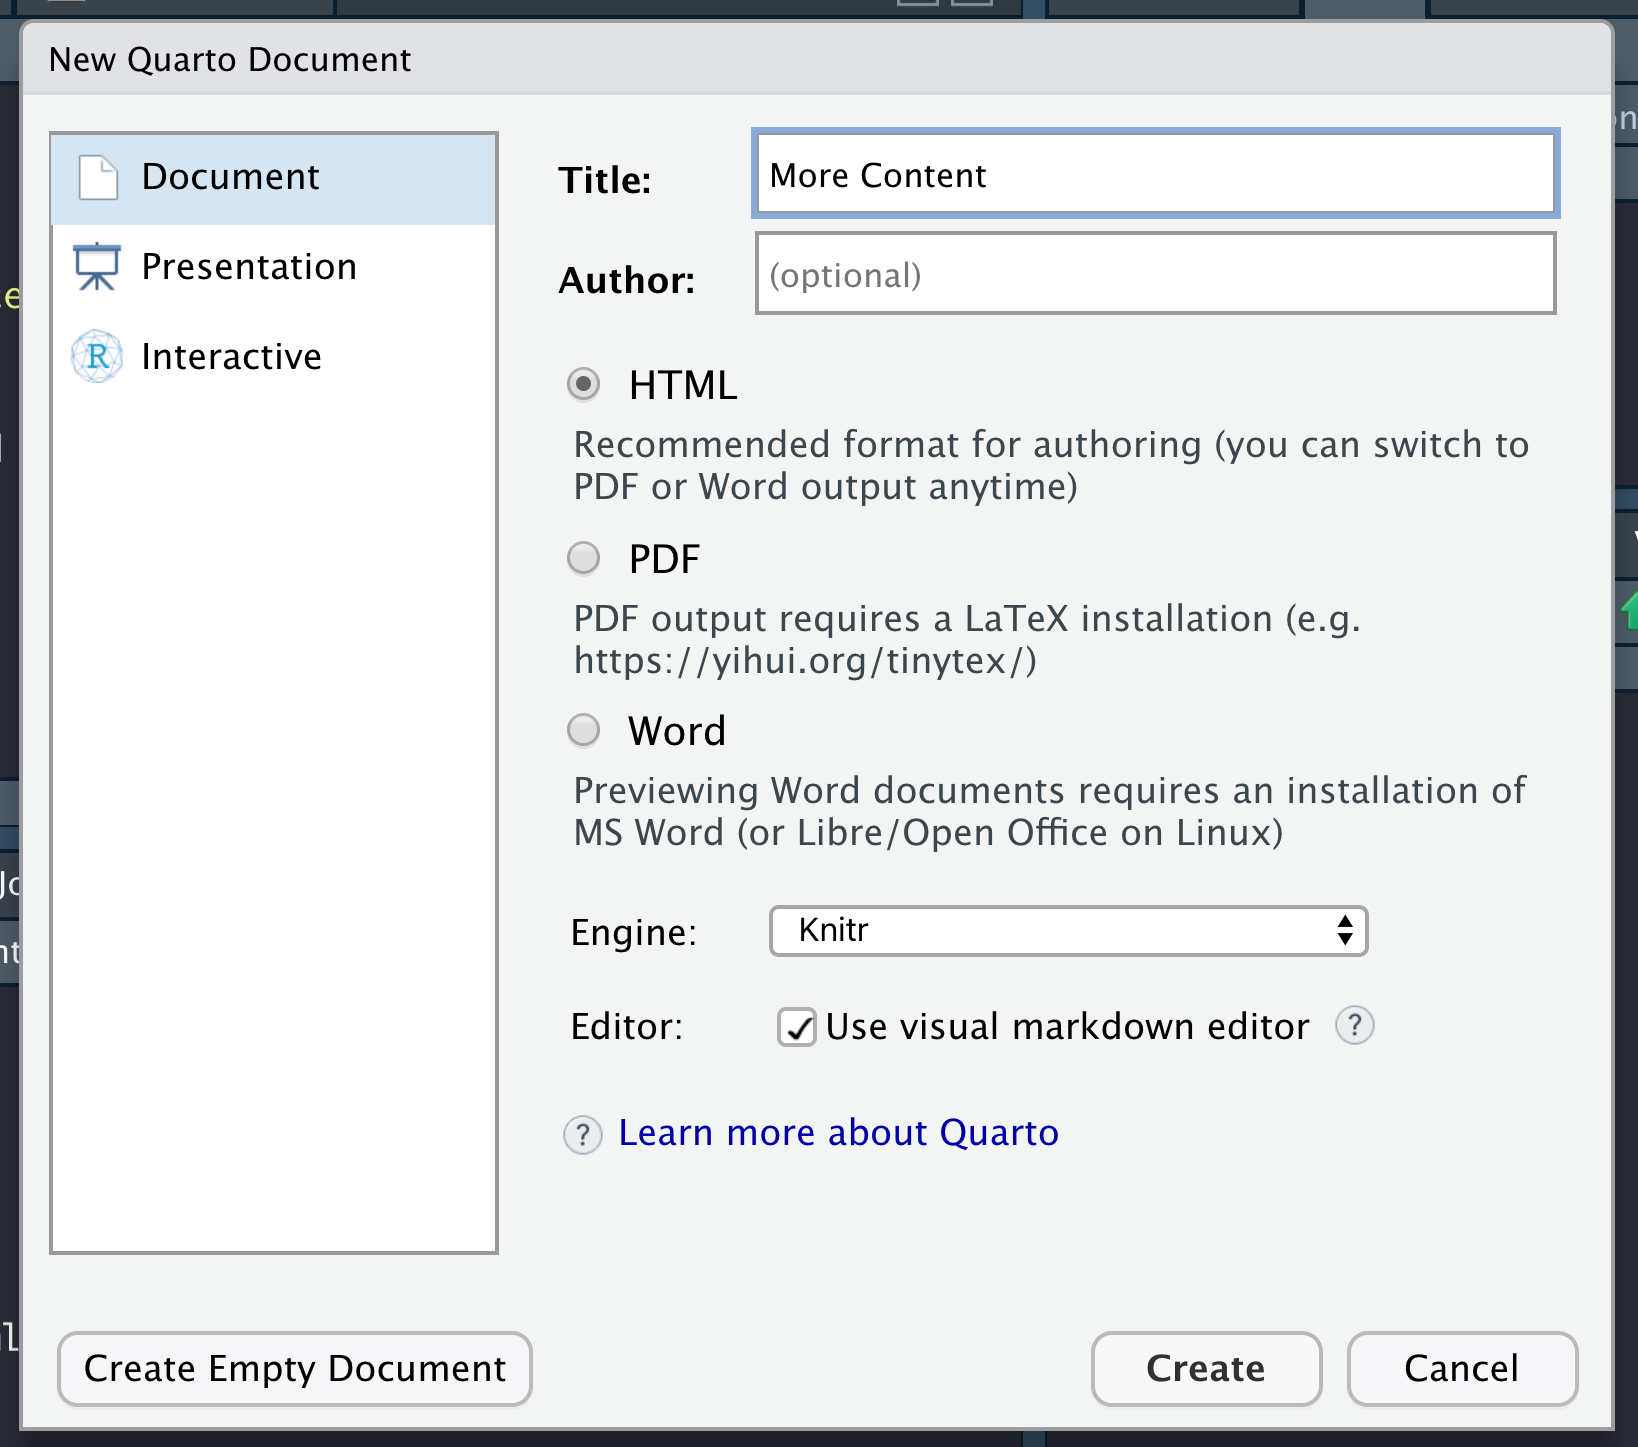 New Quarto Document
Document
Presentation
Interactive
Title: More Content
Author: (optional)
HTML
Recommended format for authoring (you can switch to
PDF or Word output anytime)
PDF
PDF output requires a LaTeX installation (e.g.
https://yihui.org/tinytex/)
Word
Previewing Word documents requires an installation of
MS Word (or Libre/Open Office on Linux)
Engine: Knitr
Editor: Use visual markdown editor ?
? Learn more about Quarto
Create Empty Document
Create
Cancel